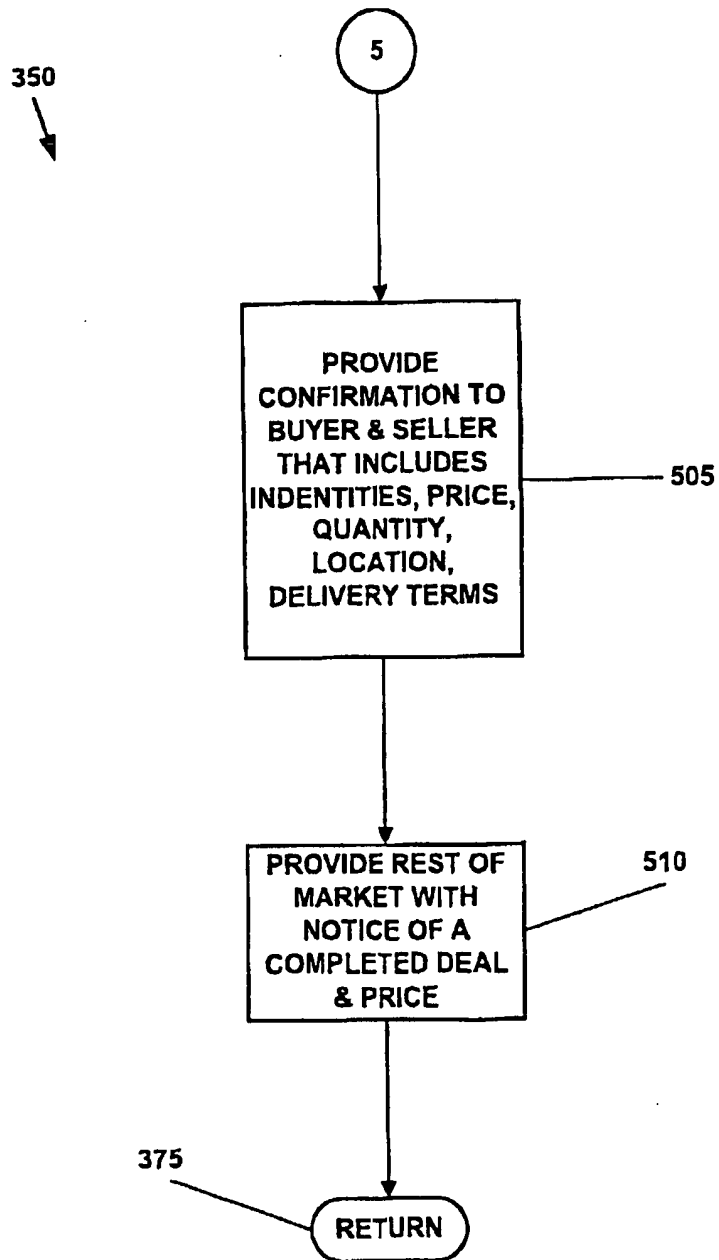 5
350
PROVIDE
CONFIRMATION TO
BUYER & SELLER
THAT INCLUDES
INDENTITIES, PRICE,
QUANTITY,
LOCATION,
DELIVERY TERMS
505
PROVIDE REST OF
MARKET WITH
NOTICE OF A
COMPLETED DEAL
& PRICE
510
375
RETURN